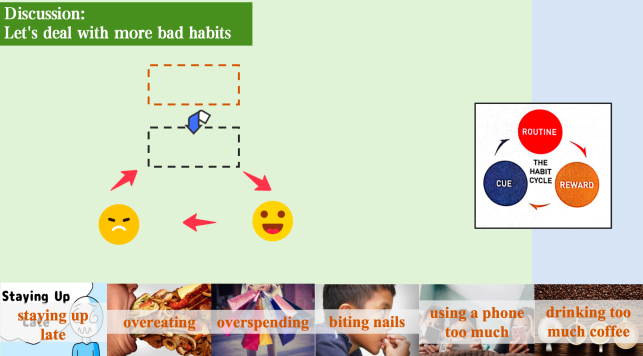 Discussion:
Let's deal with more bad habits
ROUTINE
THE
HABIT
CYCLE
CUE
REWARD
Staying Up
Late
staying up
late
overeating
overspending
biting nails
using a phone
too much
drinking too
much coffee